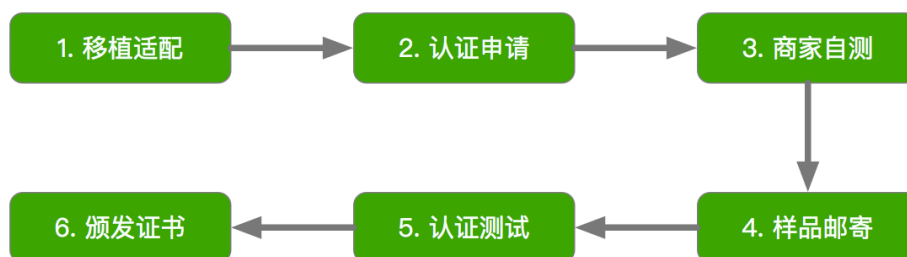 1. 移植适配
2. 认证申请
3. 商家自测
4. 样品邮寄
5. 认证测试
6. 颁发证书